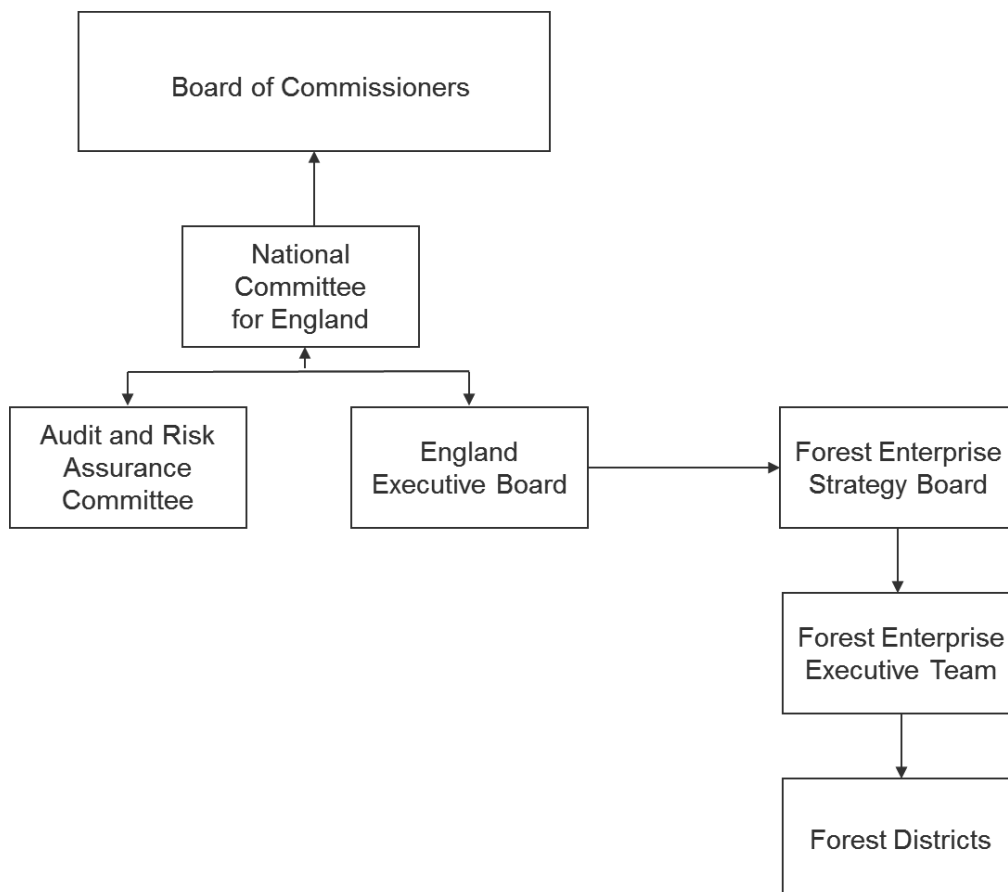 Board of Commissioners
National
Committee
for England
Audit and Risk
Assurance
Committee
England
Executive Board
Forest Enterprise
Strategy Board
Forest Enterprise
Executive Team
Forest Districts